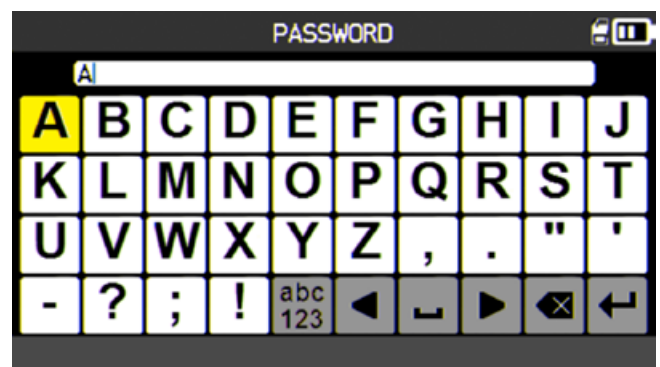 PASSWORD
A
A B C D E F G H I J
K L M N O P Q R S T
U V W X Y Z , . " '
- ? ; ! abc 123